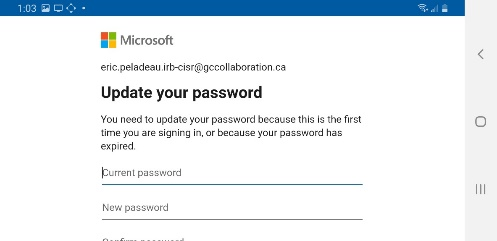 1:03
Microsoft
eric.peladeau.irb-cisr@gccollaboration.ca
Update your password
You need to update your password because this is the first
time you are signing in, or because your password has
expired.
Current password
New password
Confirm password